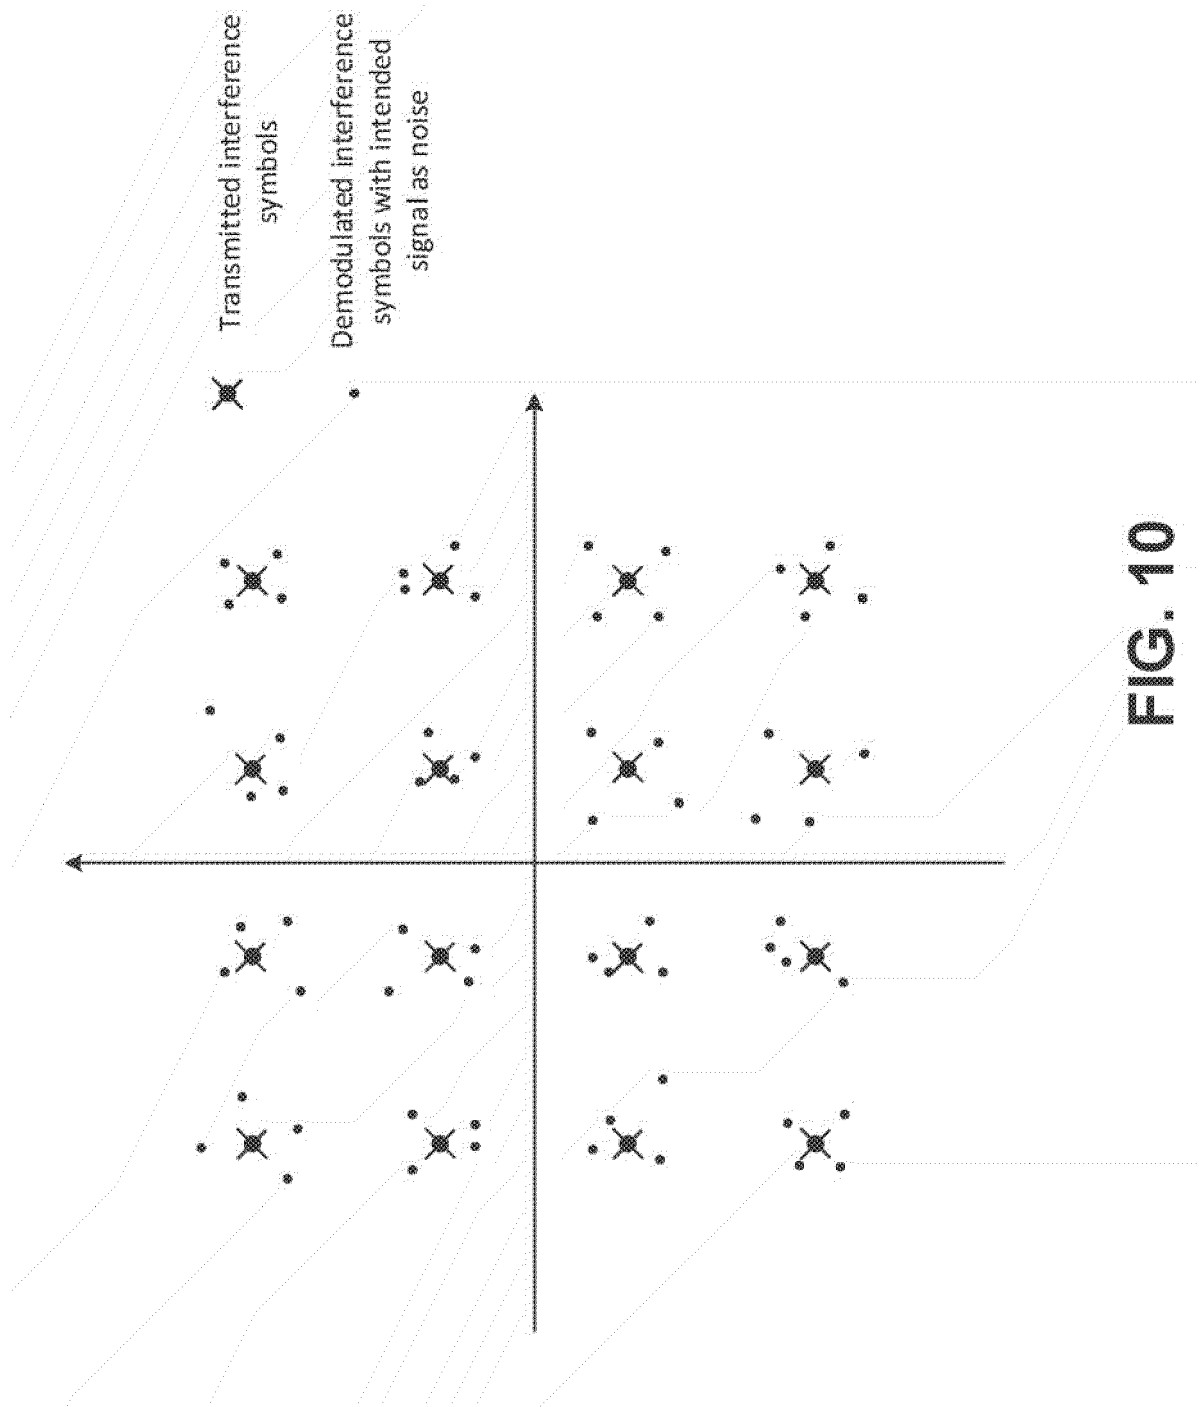 Transmitted interference
symbols
Demodulated interference
symbols with intended
signal as noise
FIG. 10